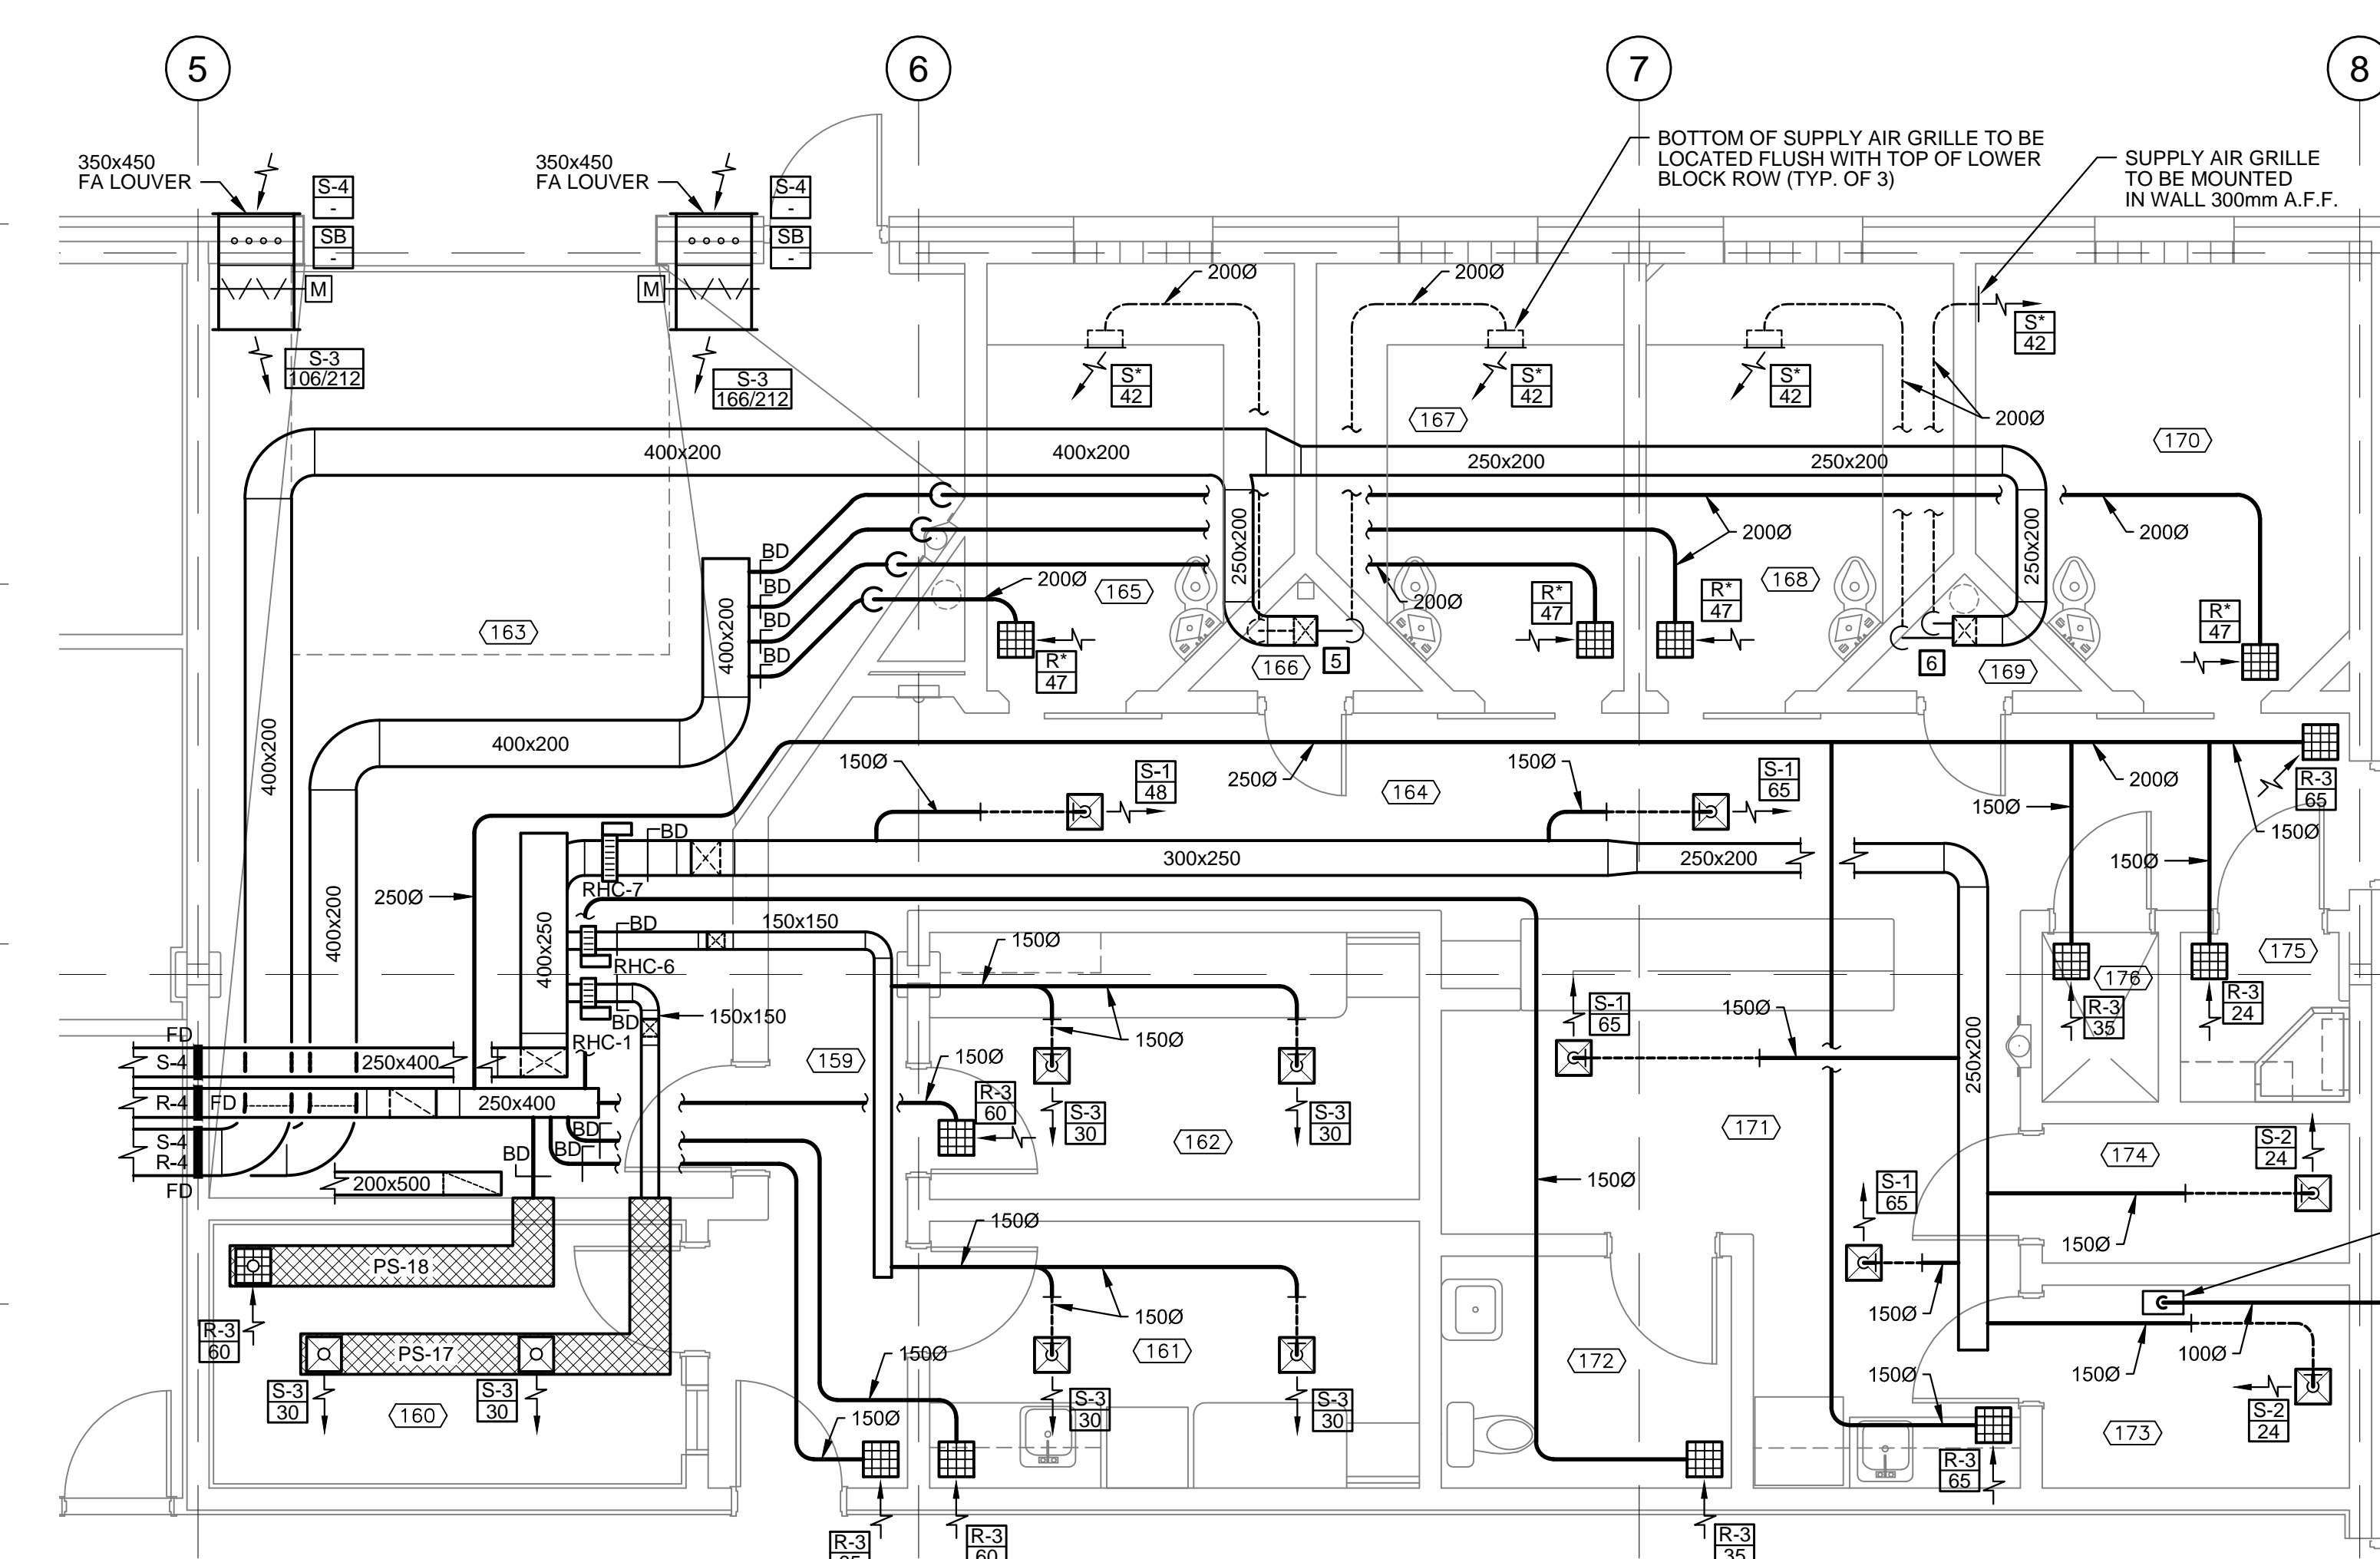 5
6
7
8
BOTTOM OF SUPPLY AIR GRILLE TO BE
LOCATED FLUSH WITH TOP OF LOWER
BLOCK ROW (TYP. OF 3)
SUPPLY AIR GRILLE
TO BE MOUNTED
IN WALL 300mm A.F.F.
350x450
FA LOUVER
S-4
-
SB
-
M
350x450
FA LOUVER
S-4
-
SB
-
M
S-3
106/212
S-3
166/212
200Ø
200Ø
S*
42
S*
42
S*
42
S*
42
200Ø
167
170
400x200
400x200
250x200
250x200
250x200
250x200
200Ø
200Ø
BD
BD
BD
BD
400x200
200Ø
165
200Ø
168
R*
47
R*
47
R*
47
R*
47
163
166
5
6
169
400x200
400x200
400x200
150Ø
S-1
48
250Ø
150Ø
S-1
65
164
150Ø
200Ø
R-3
65
150Ø
150Ø
BD
300x250
250x200
RHC-7
250Ø
400x250
BD
150x150
RHC-6
150Ø
BD
150x150
RHC-1
150Ø
159
150Ø
S-1
65
150Ø
250x200
176
175
R-3
35
R-3
24
FD
S-4
250x400
R-4
FD
250x400
S-4
R-4
FD
BD
BD
BD
200x500
R-3
60
S-3
30
S-3
30
162
171
174
S-2
24
150Ø
S-1
65
150Ø
150Ø
150Ø
PS-18
R-3
60
PS-17
S-3
30
S-3
30
160
150Ø
150Ø
150Ø
161
S-3
30
S-3
30
172
150Ø
150Ø
100Ø
S-2
24
173
R-3
65
R-3
R-3
60
R-3
35